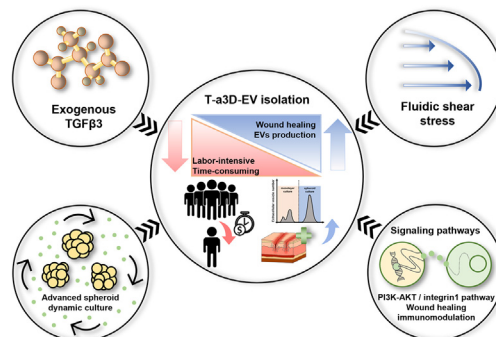 Exogenous
TGFβ3
T-a3D-EV isolation
Wound healing
EVs production
Labor-intensive
Time-consuming
Fluidic shear
stress
Advanced spheroid
dynamic culture
Signaling pathways
PI3K-AKT / integrin1 pathway
Wound healing
immunomodulation